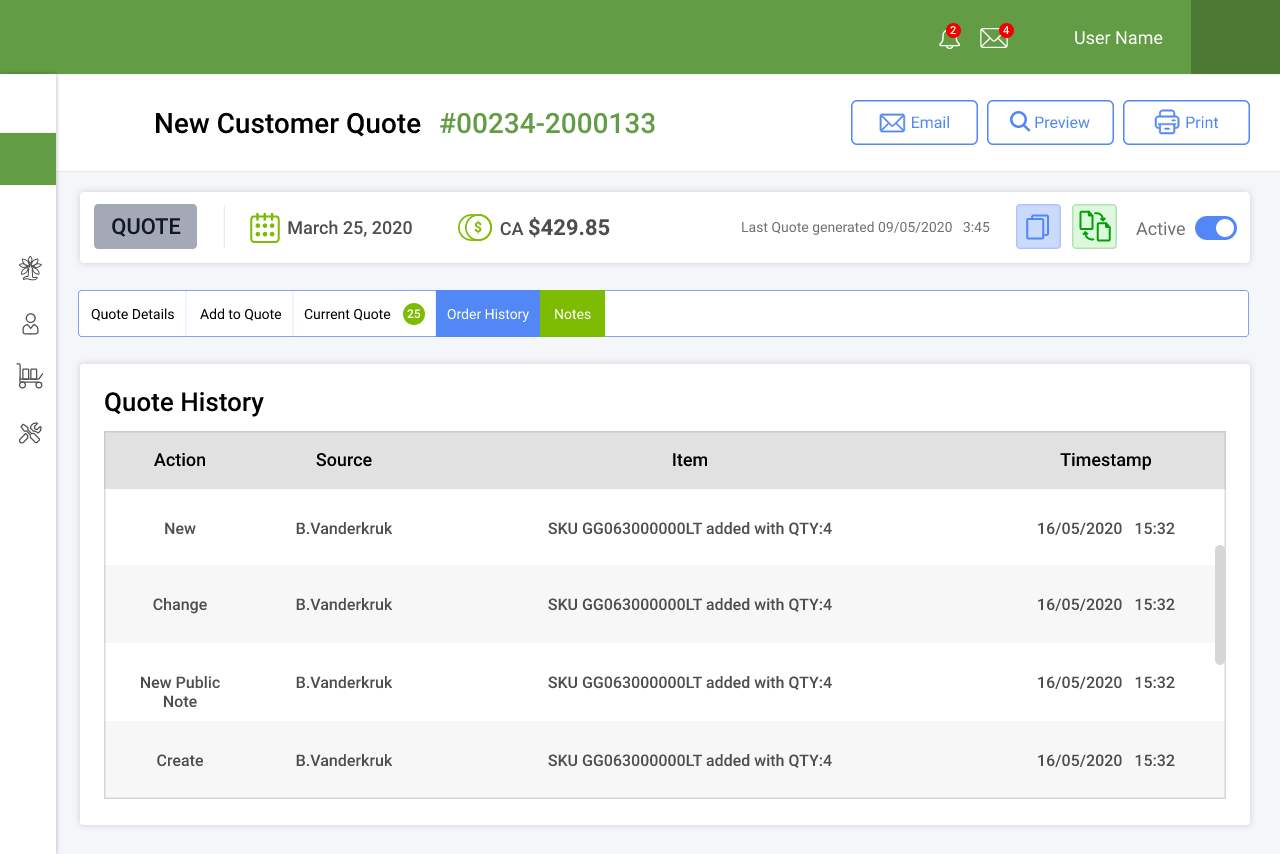 2 4 User Name
New Customer Quote #00234-2000133 Email Preview Print
QUOTE March 25, 2020 $ CA $429.85 Last Quote generated 09/05/2020 3:45 Active
Quote Details Add to Quote Current Quote 25 Order History Notes
Quote History
Action Source Item Timestamp
New B.Vanderkruk SKU GG063000000LT added with QTY:4 16/05/2020 15:32
Change B.Vanderkruk SKU GG063000000LT added with QTY:4 16/05/2020 15:32
New Public B.Vanderkruk SKU GG063000000LT added with QTY:4 16/05/2020 15:32
Note
Create B.Vanderkruk SKU GG063000000LT added with QTY:4 16/05/2020 15:32